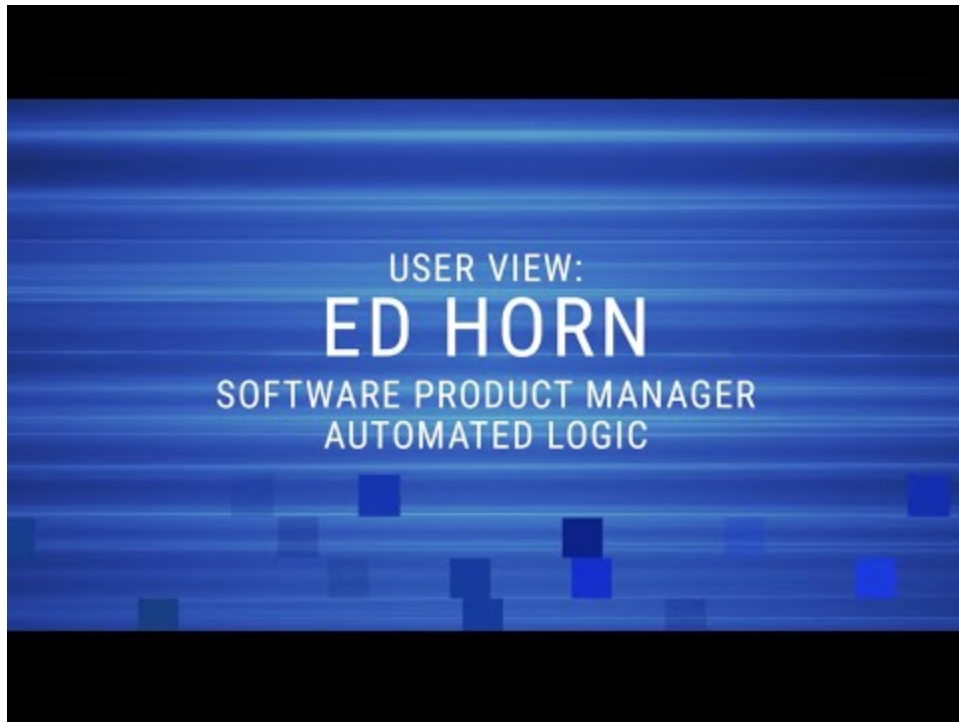 USER VIEW:
ED HORN
SOFTWARE PRODUCT MANAGER
AUTOMATED LOGIC